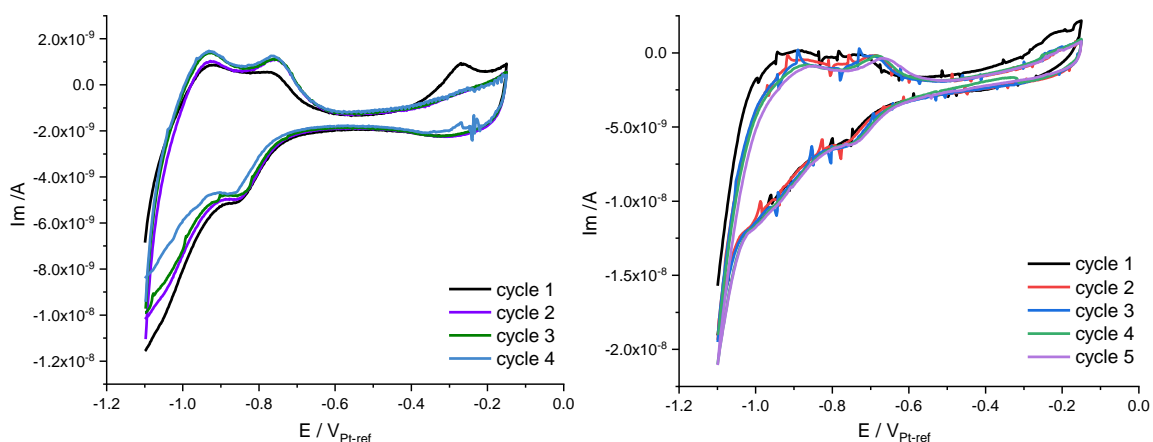 2.0x10⁻⁹
0.0
-2.0x10⁻⁹
-4.0x10⁻⁹
-6.0x10⁻⁹
-8.0x10⁻⁹
-1.0x10⁻⁸
-1.2x10⁻⁸
Im /A
cycle 1
cycle 2
cycle 3
cycle 4
-1.2 -1.0 -0.8 -0.6 -0.4 -0.2 0.0
E / V_Pt-ref
0.0
-5.0x10⁻⁹
-1.0x10⁻⁸
-1.5x10⁻⁸
-2.0x10⁻⁸
Im /A
cycle 1
cycle 2
cycle 3
cycle 4
cycle 5
-1.2 -1.0 -0.8 -0.6 -0.4 -0.2 0.0
E / V_Pt-ref